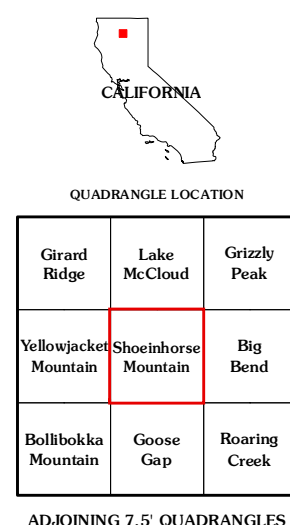 CALIFORNIA
QUADRANGLE LOCATION
Girard
Ridge
Lake
McCloud
Grizzly
Peak
Yellowjacket
Mountain
Shoeinhorse
Mountain
Big
Bend
Bollibokka
Mountain
Goose
Gap
Roaring
Creek
ADJOINING 7.5' QUADRANGLES